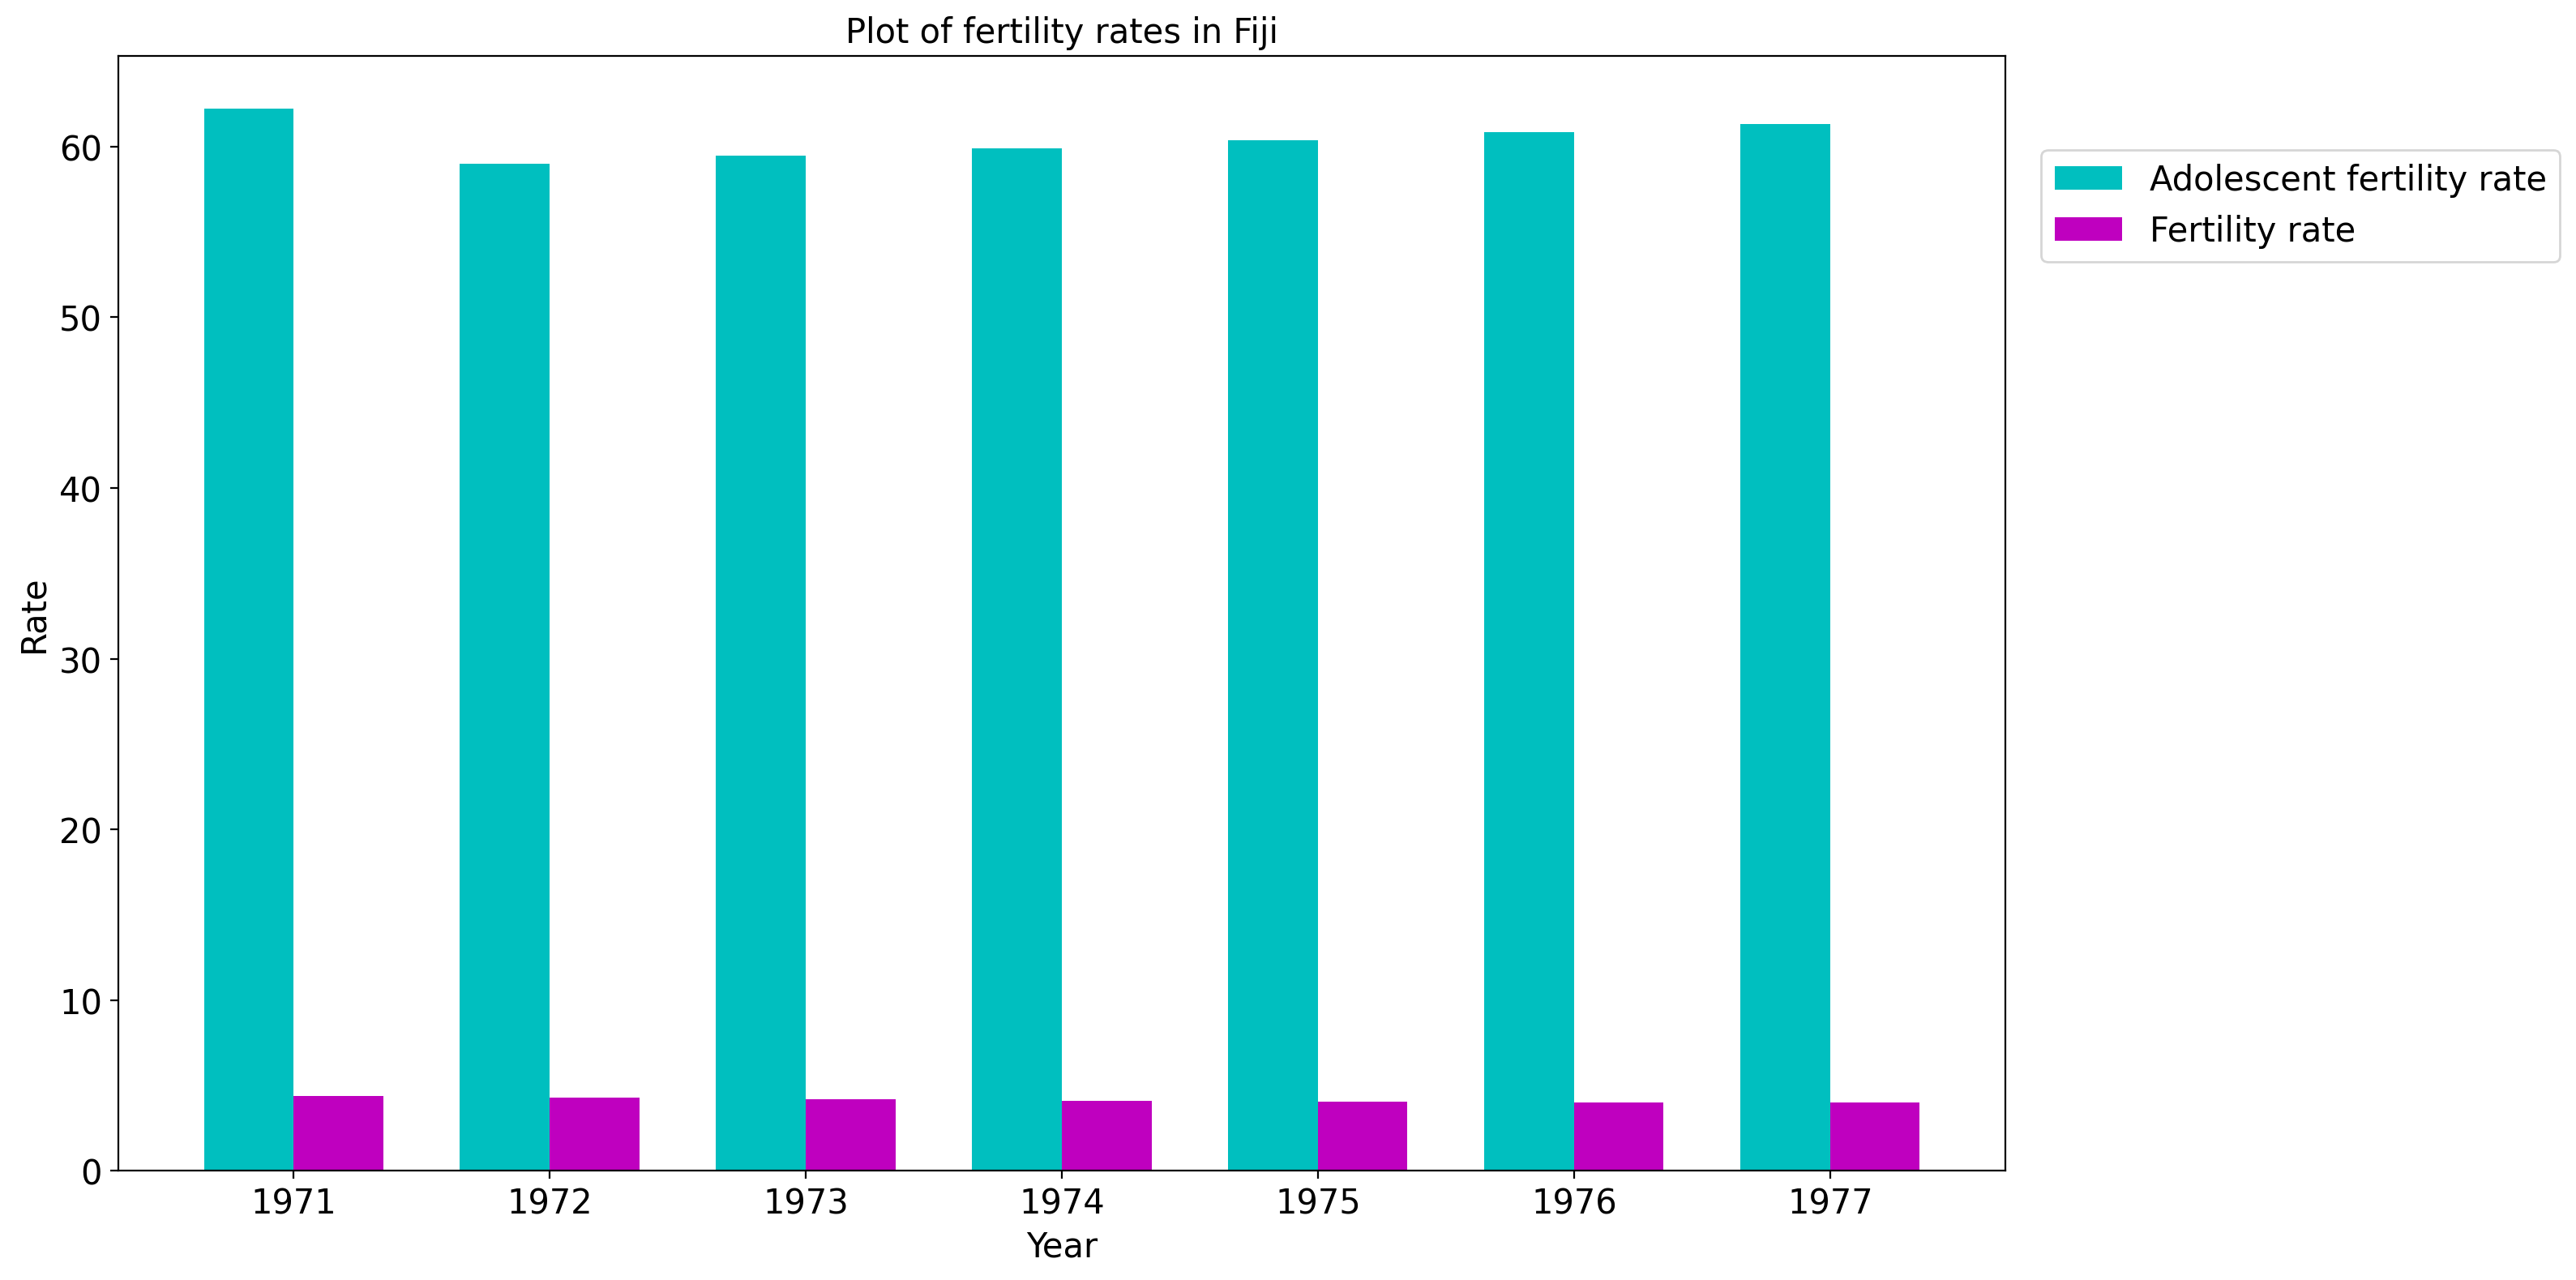 Plot of fertility rates in Fiji
60
50
40
30
20
10
0
Rate
1971 1972 1973 1974 1975 1976 1977
Year
Adolescent fertility rate
Fertility rate